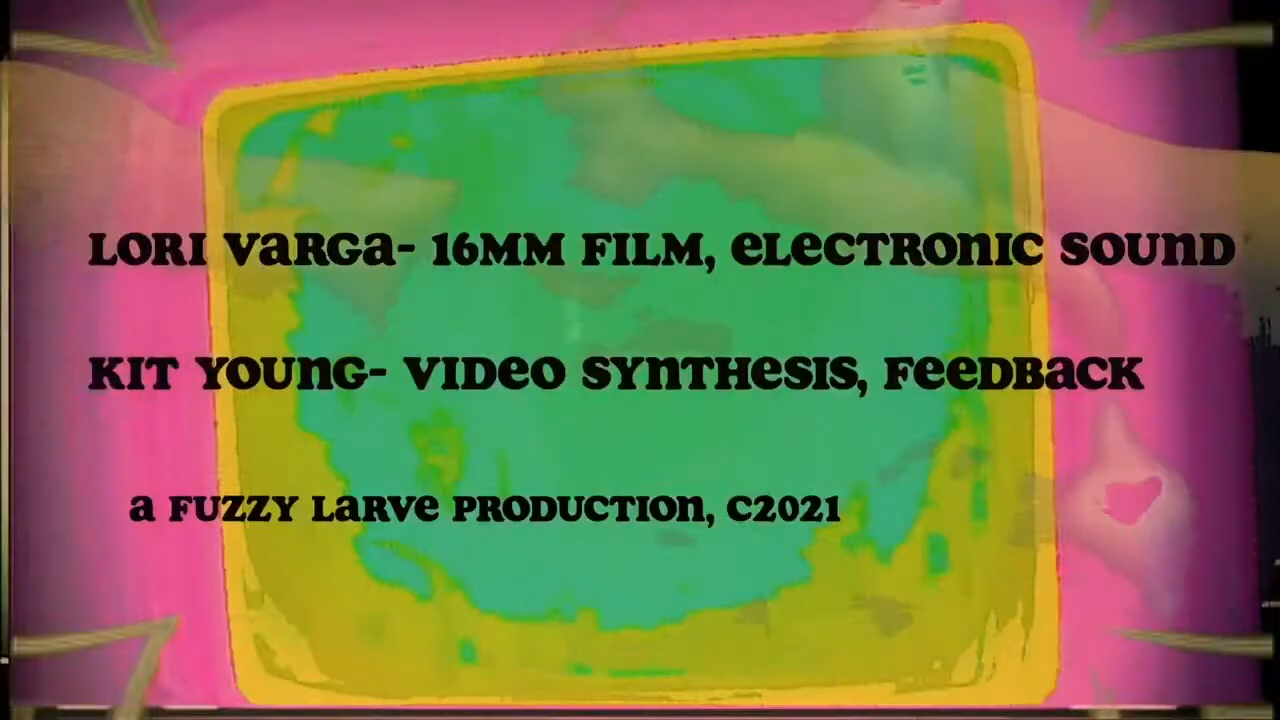 LORI VaRGa- 16MM FILM, eLeCTROnIC SOUnD
KIT YOUnG- VIDeO SYnTHeSIS, FeeDBaCK
a FUZZY LaRVe PRODUCTIOn, C2021